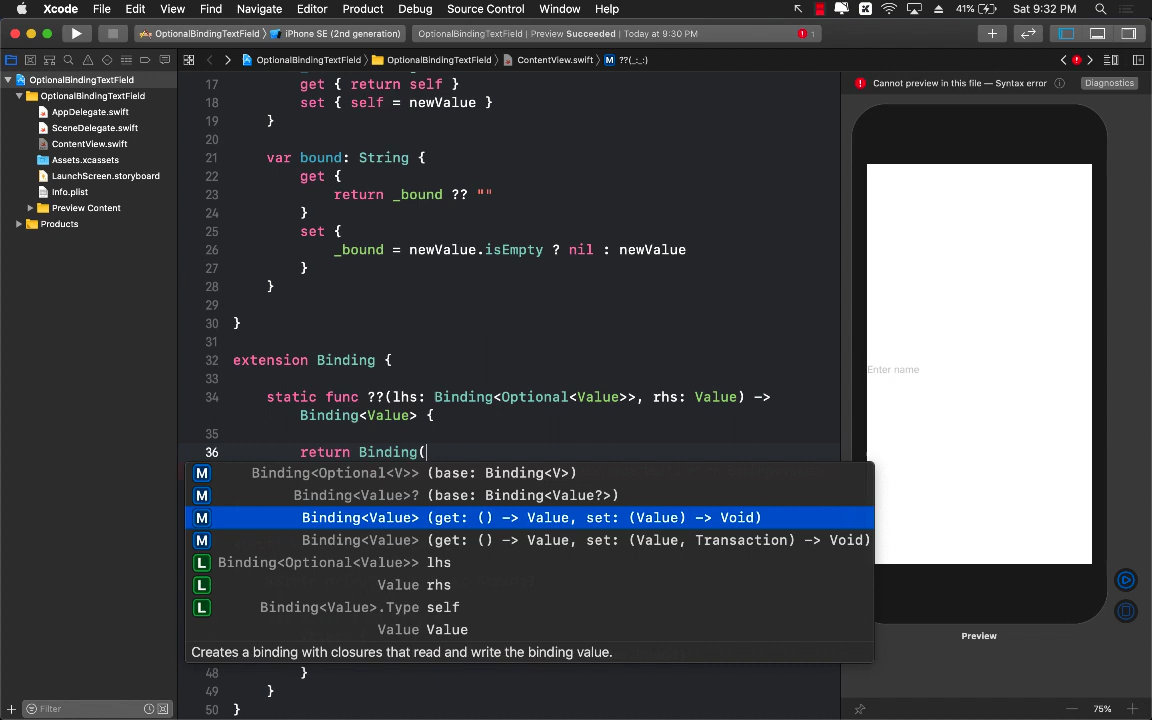 Xcode File Edit View Find Navigate Editor Product Debug Source Control Window Help 41% Sat 9:32 PM
OptionalBindingTextField iPhone SE (2nd generation) OptionalBindingTextField | Preview Succeeded | Today at 9:30 PM 1
OptionalBindingTextField OptionalBindingTextField ContentView.swift M ??(_:_:)
OptionalBindingTextField
OptionalBindingTextField
AppDelegate.swift
SceneDelegate.swift
ContentView.swift
Assets.xcassets
LaunchScreen.storyboard
Info.plist
Preview Content
Products
Filter
17 get { return self }
18 set { self = newValue }
19 }
20
21 var bound: String {
22 get {
23 return _bound ?? ""
24 }
25 set {
26 _bound = newValue.isEmpty ? nil : newValue
27 }
28 }
29
30 }
31
32 extension Binding {
33
34 static func ??(lhs: Binding<Optional<Value>>, rhs: Value) ->
Binding<Value> {
35
36 return Binding(
M Binding<Optional<V>> (base: Binding<V>)
M Binding<Value>? (base: Binding<Value?>)
M Binding<Value> (get: () -> Value, set: (Value) -> Void)
M Binding<Value> (get: () -> Value, set: (Value, Transaction) -> Void)
L Binding<Optional<Value>> lhs
L Value rhs
L Binding<Value>.Type self
Value Value
Creates a binding with closures that read and write the binding value.
48 }
49 }
50 }
Cannot preview in this file — Syntax error Diagnostics
Enter name
Preview
75%